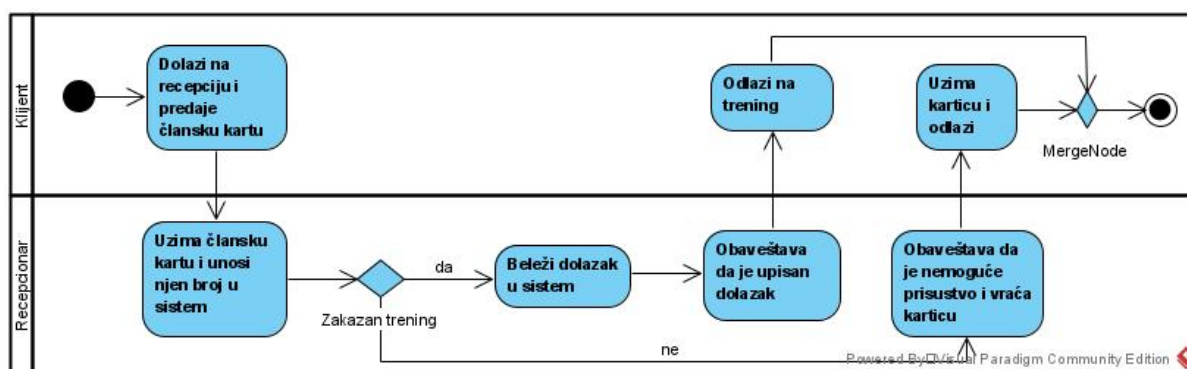 Klijent
Dolazi na
recepciju i
predaje
člansku kartu
Odlazi na
trening
Uzima
karticu i
odlazi
MergeNode
Recepcionar
Uzima člansku
kartu i unosi
njen broj u
sistem
Zakazan trening
da
Beleži dolazak
u sistem
Obaveštava
da je upisan
dolazak
Obaveštava da
je nemoguće
prisustvo i vraća
karticu
ne
Powered By Visual Paradigm Community Edition